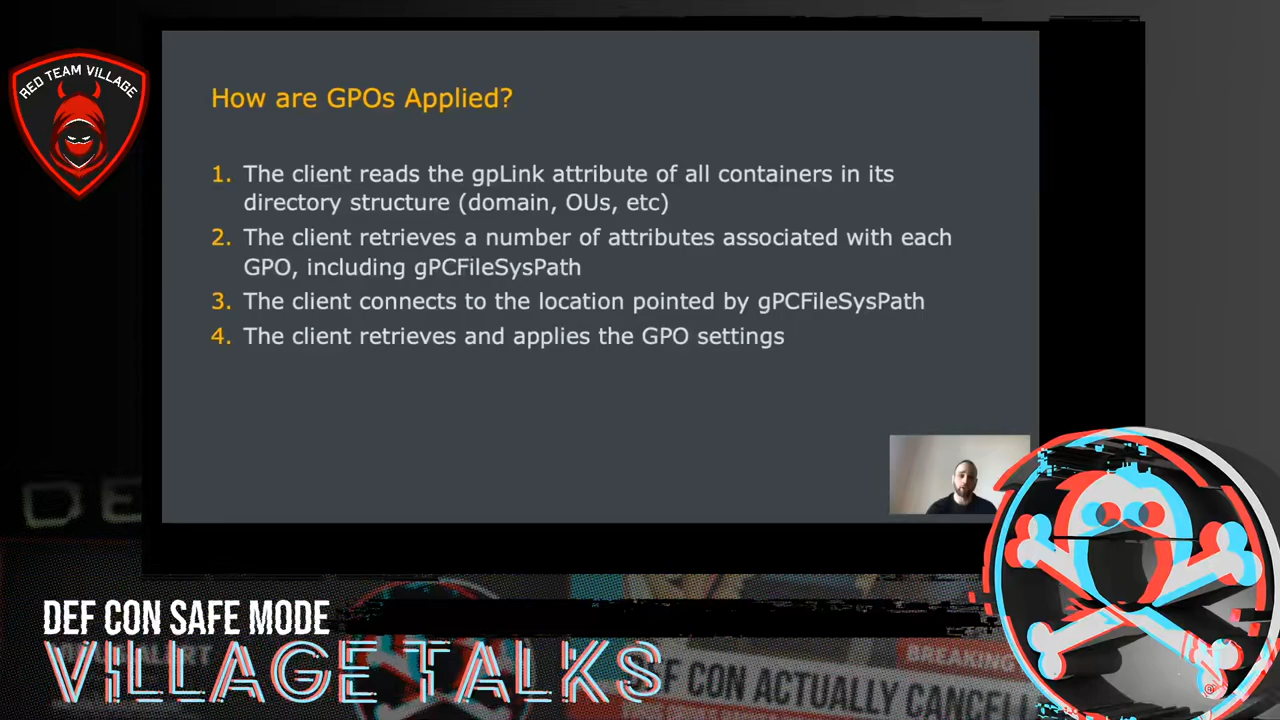 RED TEAM VILLAGE
How are GPOs Applied?
1. The client reads the gpLink attribute of all containers in its
directory structure (domain, OUs, etc)
2. The client retrieves a number of attributes associated with each
GPO, including gPCFileSysPath
3. The client connects to the location pointed by gPCFileSysPath
4. The client retrieves and applies the GPO settings
DE
DEF CON SAFE MODE
VILLAGE TALKS
BREAKING
F CON ACTUALLY CANCELL